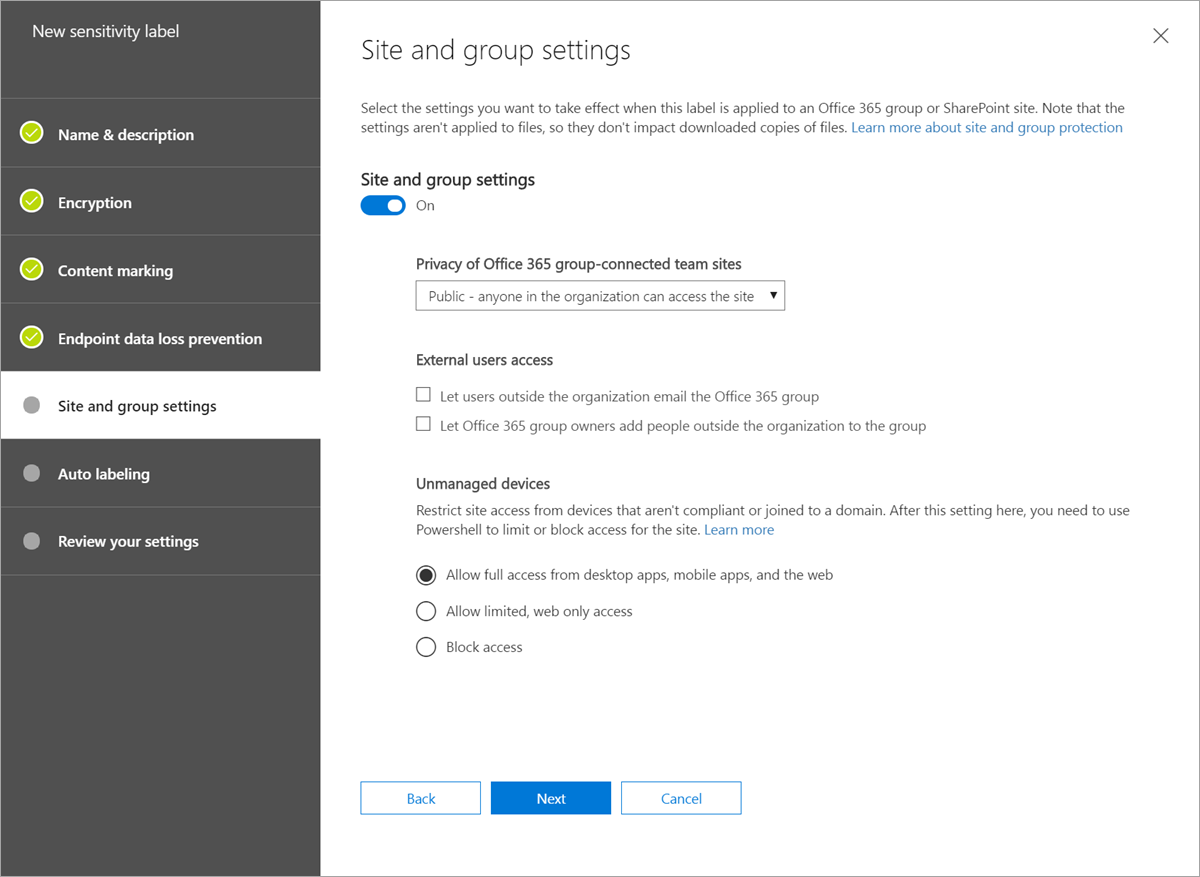 New sensitivity label
Name & description
Encryption
Content marking
Endpoint data loss prevention
Site and group settings
Auto labeling
Review your settings
Site and group settings
Select the settings you want to take effect when this label is applied to an Office 365 group or SharePoint site. Note that the
settings aren't applied to files, so they don't impact downloaded copies of files. Learn more about site and group protection
Site and group settings
On
Privacy of Office 365 group-connected team sites
Public - anyone in the organization can access the site
External users access
Let users outside the organization email the Office 365 group
Let Office 365 group owners add people outside the organization to the group
Unmanaged devices
Restrict site access from devices that aren't compliant or joined to a domain. After this setting here, you need to use
Powershell to limit or block access for the site. Learn more
Allow full access from desktop apps, mobile apps, and the web
Allow limited, web only access
Block access
Back
Next
Cancel